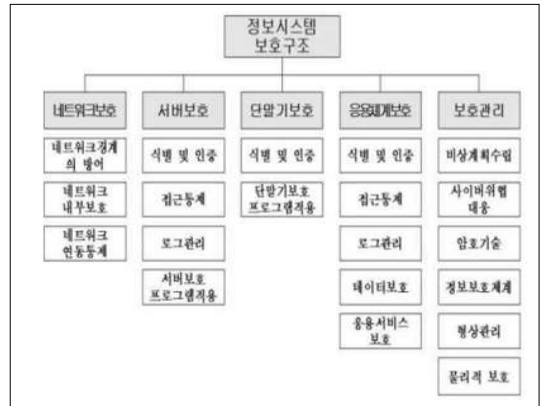 정보시스템
보호구조
네트워크보호
네트워크경계
의 방어
네트워크
내부보호
네트워크
연동통제
서버보호
식별 및 인증
접근통제
로그관리
서버보호
프로그램적용
단말기보호
식별 및 인증
단말기보호
프로그램적용
응용체계보호
식별 및 인증
접근통제
로그관리
데이터보호
응용서비스
보호
보호관리
비상계획수립
사이버위협
대응
암호기술
정보보호체계
형상관리
물리적 보호